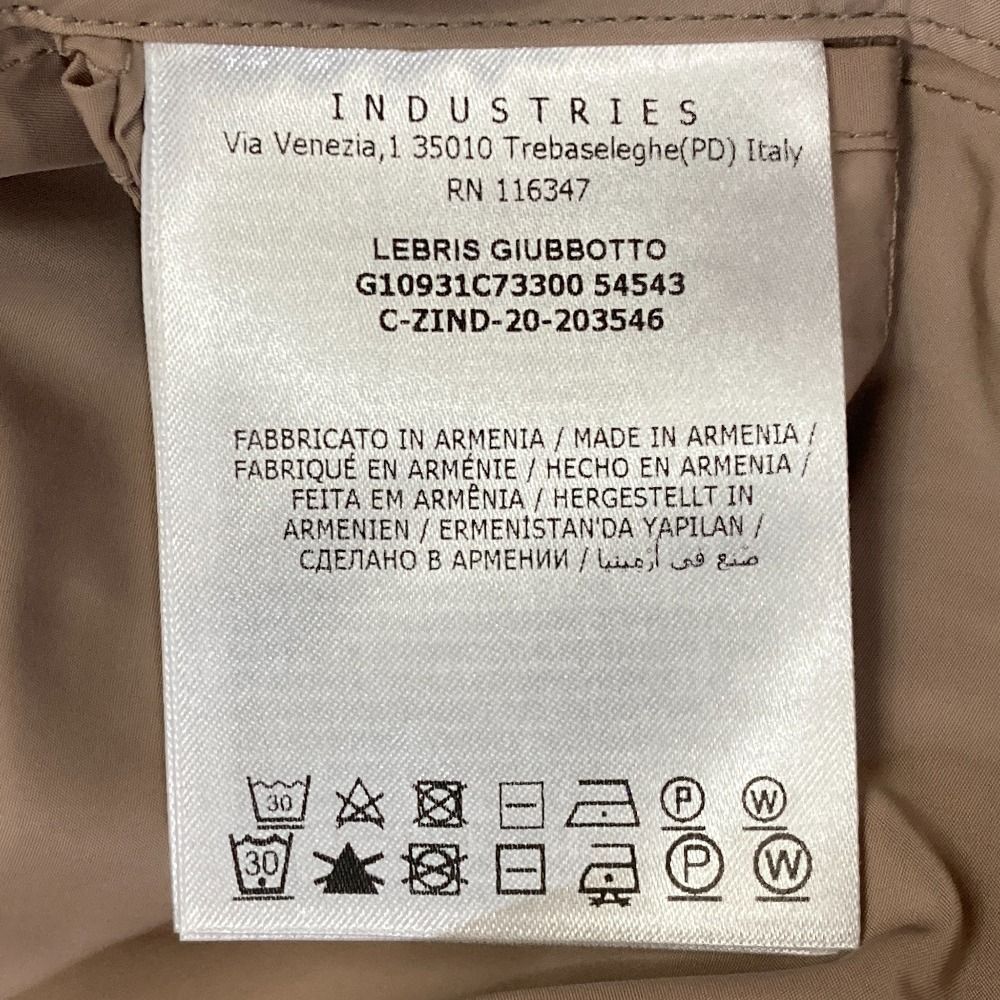 INDUSTRIES
Via Venezia,1 35010 Trebaseleghe(PD) Italy
RN 116347
LEBRIS GIUBBOTTO
G10931C73300 54543
C-ZIND-20-203546
FABBRICATO IN ARMENIA / MADE IN ARMENIA /
FABRIQUÉ EN ARMÉNIE / HECHO EN ARMENIA /
FEITA EM ARMÊNIA / HERGESTELLT IN
ARMENIEN / ERMENİSTAN'DA YAPILAN /
СДЕЛАНО В АРМЕНИИ / صنع في أرمينيا
30 P W
30 P W